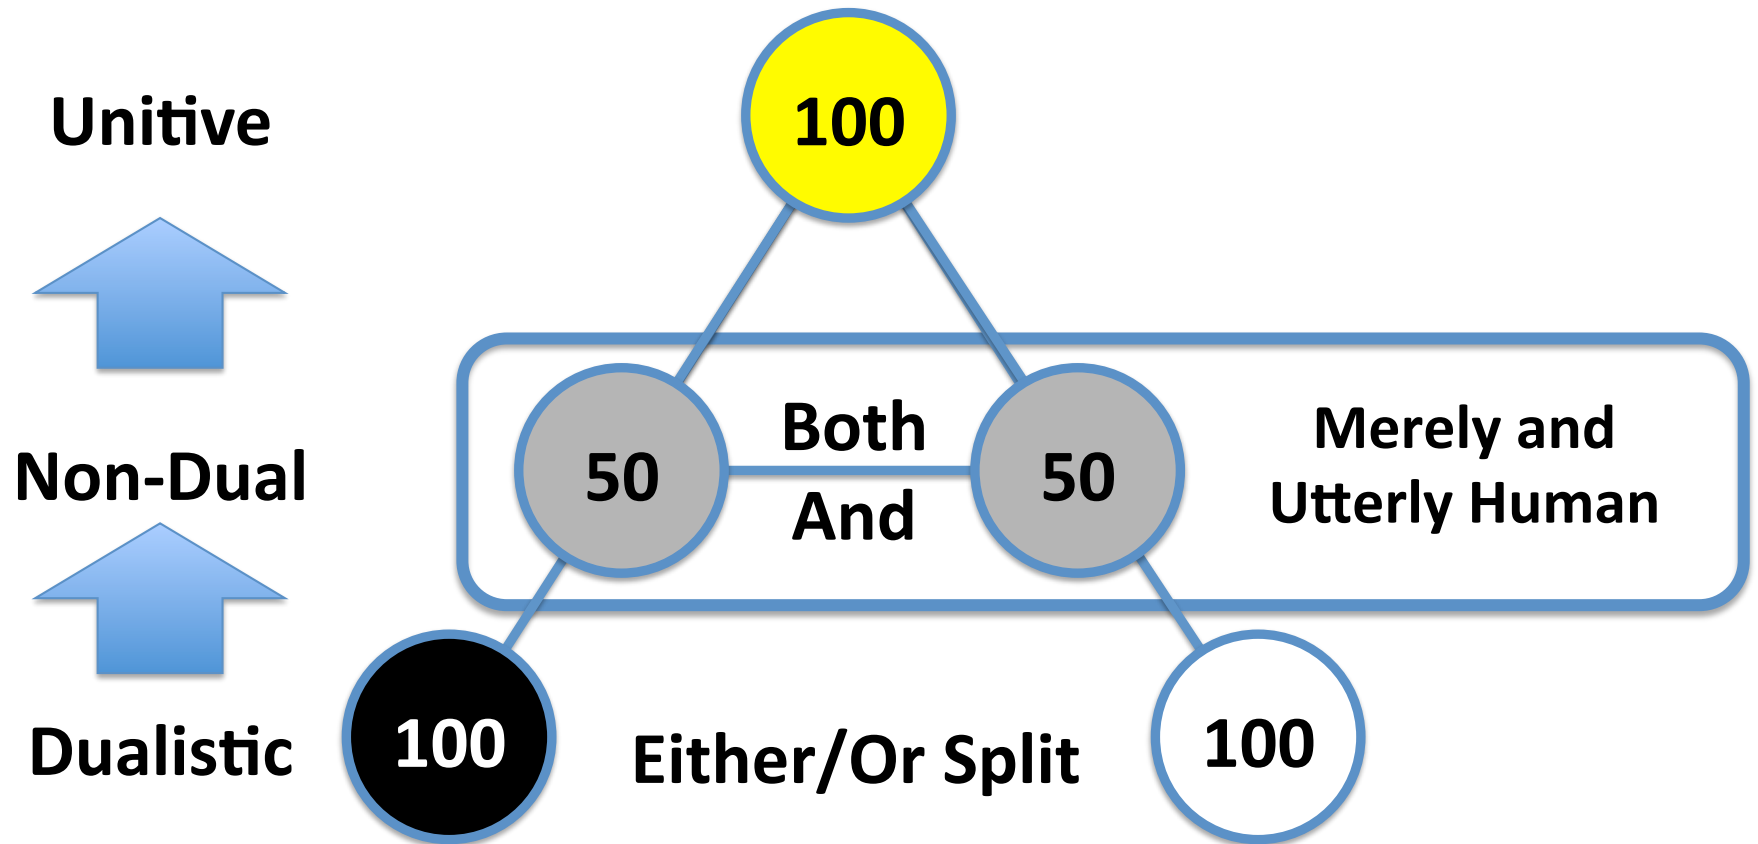 Unitive
100
Both
50
50
And
Merely and
Utterly Human
Non-Dual
Dualistic
100
Either/Or Split
100